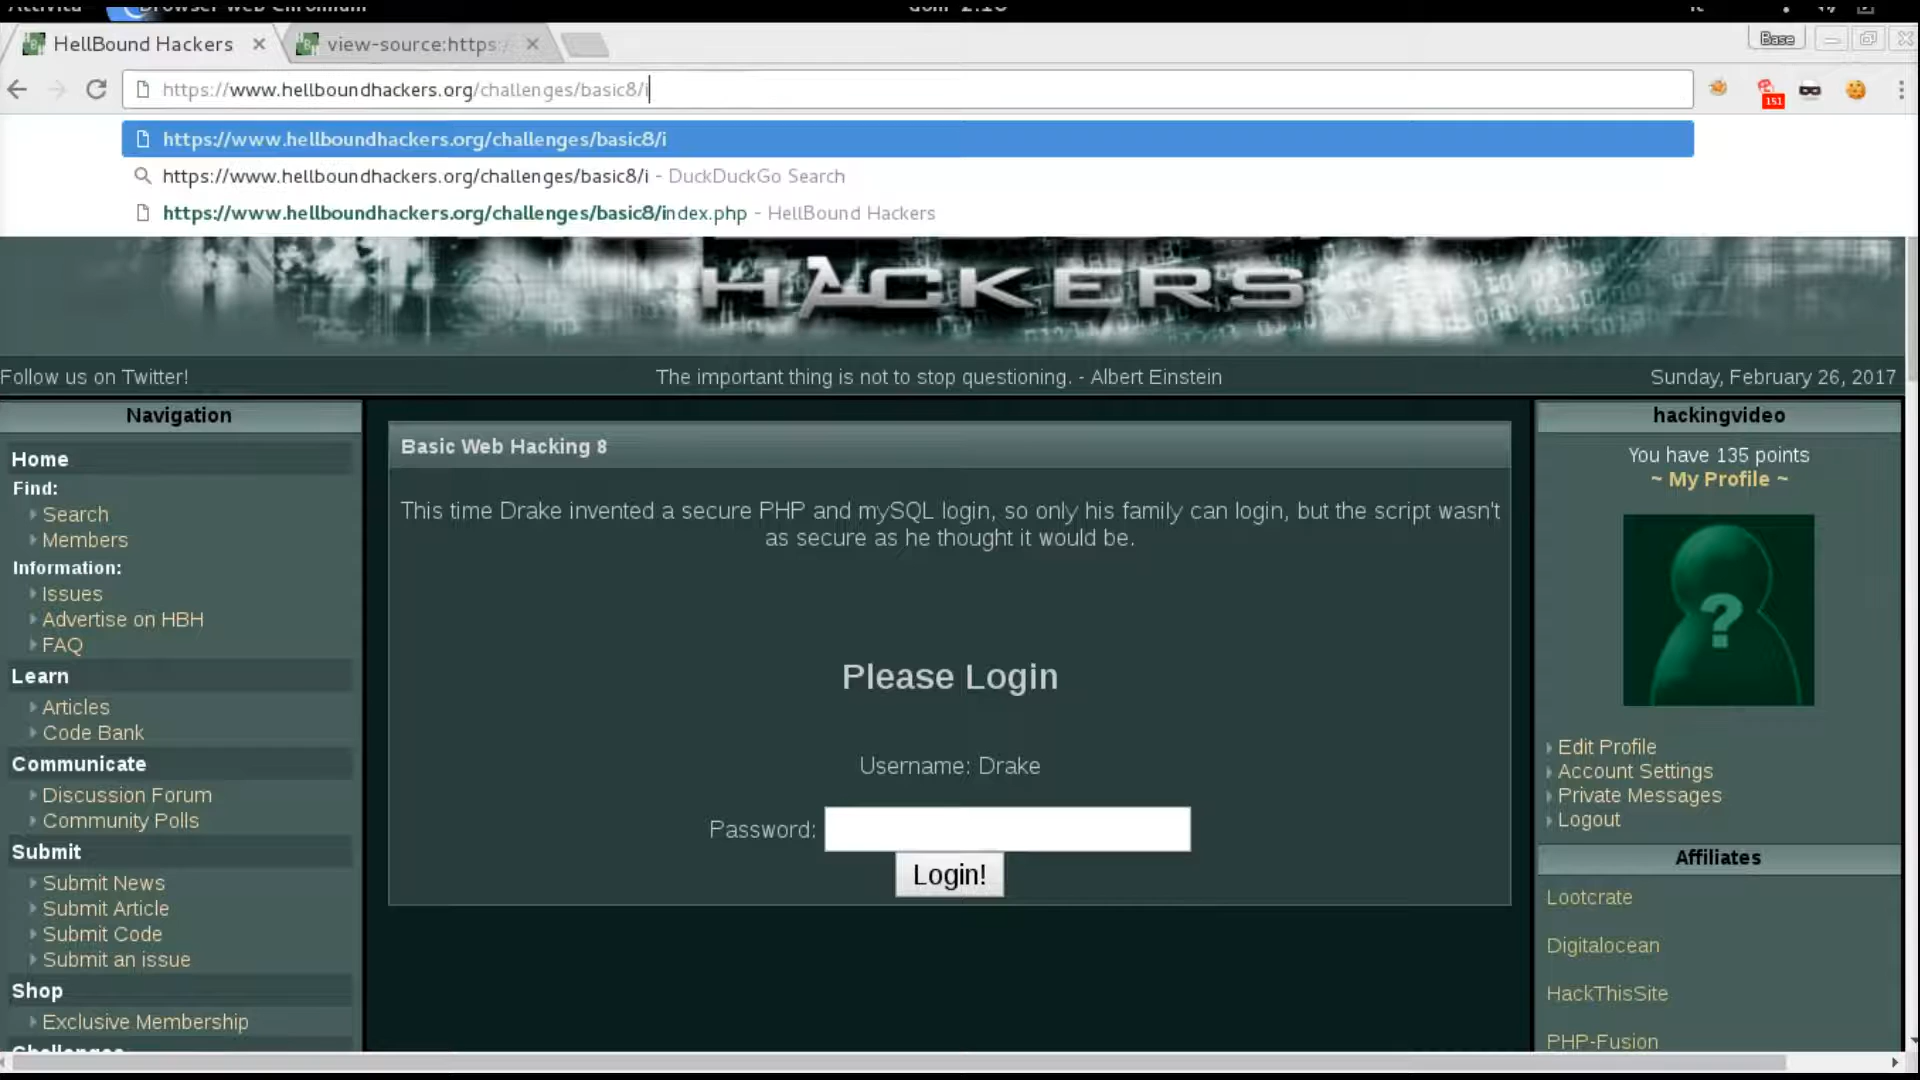 HellBound Hackers
view-source:https:/
Base
https://www.hellboundhackers.org/challenges/basic8/i
151
https://www.hellboundhackers.org/challenges/basic8/i
https://www.hellboundhackers.org/challenges/basic8/i - DuckDuckGo Search
https://www.hellboundhackers.org/challenges/basic8/index.php - HellBound Hackers
HACKERS
Follow us on Twitter!
The important thing is not to stop questioning. - Albert Einstein
Sunday, February 26, 2017
Navigation
Home
Find:
Search
Members
Information:
Issues
Advertise on HBH
FAQ
Learn
Articles
Code Bank
Communicate
Discussion Forum
Community Polls
Submit
Submit News
Submit Article
Submit Code
Submit an issue
Shop
Exclusive Membership
Challenges
Basic Web Hacking 8
This time Drake invented a secure PHP and mySQL login, so only his family can login, but the script wasn't
as secure as he thought it would be.
Please Login
Username: Drake
Password:
Login!
hackingvideo
You have 135 points
~ My Profile ~
?
Edit Profile
Account Settings
Private Messages
Logout
Affiliates
Lootcrate
Digitalocean
HackThisSite
PHP-Fusion